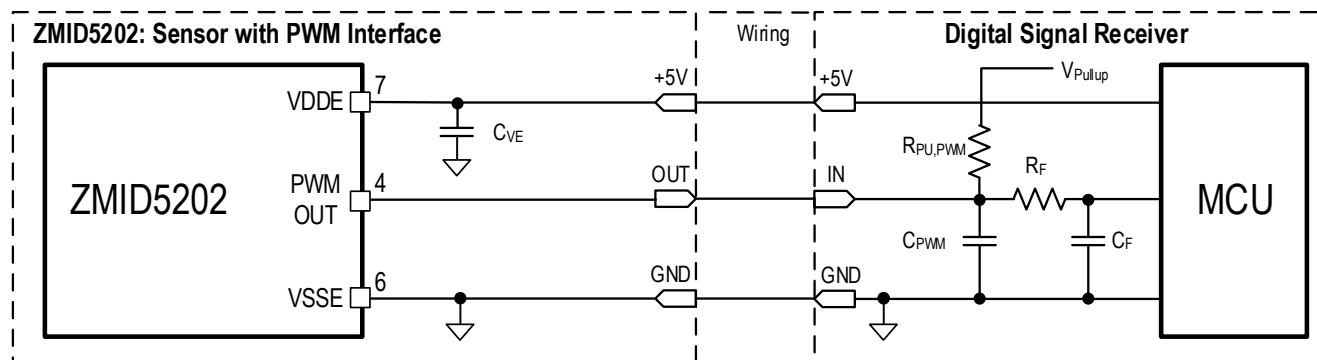 ZMID5202: Sensor with PWM Interface
Wiring
Digital Signal Receiver
7
VDDE
+5V
+5V
VPullup
CVE
RPU,PWM
ZMID5202
PWM
OUT
4
OUT
IN
RF
MCU
CPWM
CF
6
VSSE
GND
GND